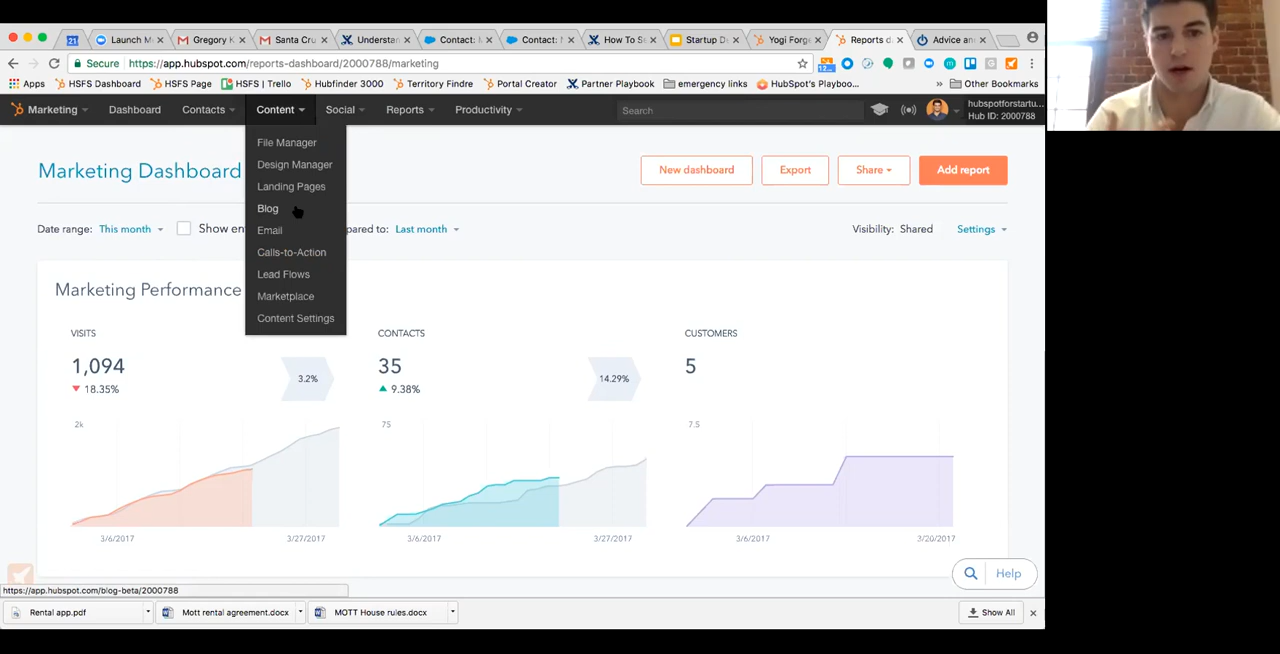 21 Launch M Gregory K Santa Cru Understan Contact: M Contact: M How To Se Startup De Yogi Forge Reports da Advice an
Secure https://app.hubspot.com/reports-dashboard/2000788/marketing
Apps HSFS Dashboard HSFS Page HSFS | Trello Hubfinder 3000 Territory Findre Portal Creator Partner Playbook emergency links HubSpot's Playboo... » Other Bookmarks
Marketing Dashboard Contacts Content Social Reports Productivity Search hubspotforstartu...
Hub ID: 2000788
File Manager
Design Manager
Landing Pages
Blog
Email
Calls-to-Action
Lead Flows
Marketplace
Content Settings
Marketing Dashboard New dashboard Export Share Add report
Date range: This month Show en pared to: Last month Visibility: Shared Settings
Marketing Performance
VISITS CONTACTS CUSTOMERS
1,094 35 5
18.35% 3.2% 9.38% 14.29%
2k 75 7.5
3/6/2017 3/27/2017 3/6/2017 3/27/2017 3/6/2017 3/20/2017
Help
https://app.hubspot.com/blog-beta/2000788
Rental app.pdf Mott rental agreement.docx MOTT House rules.docx Show All